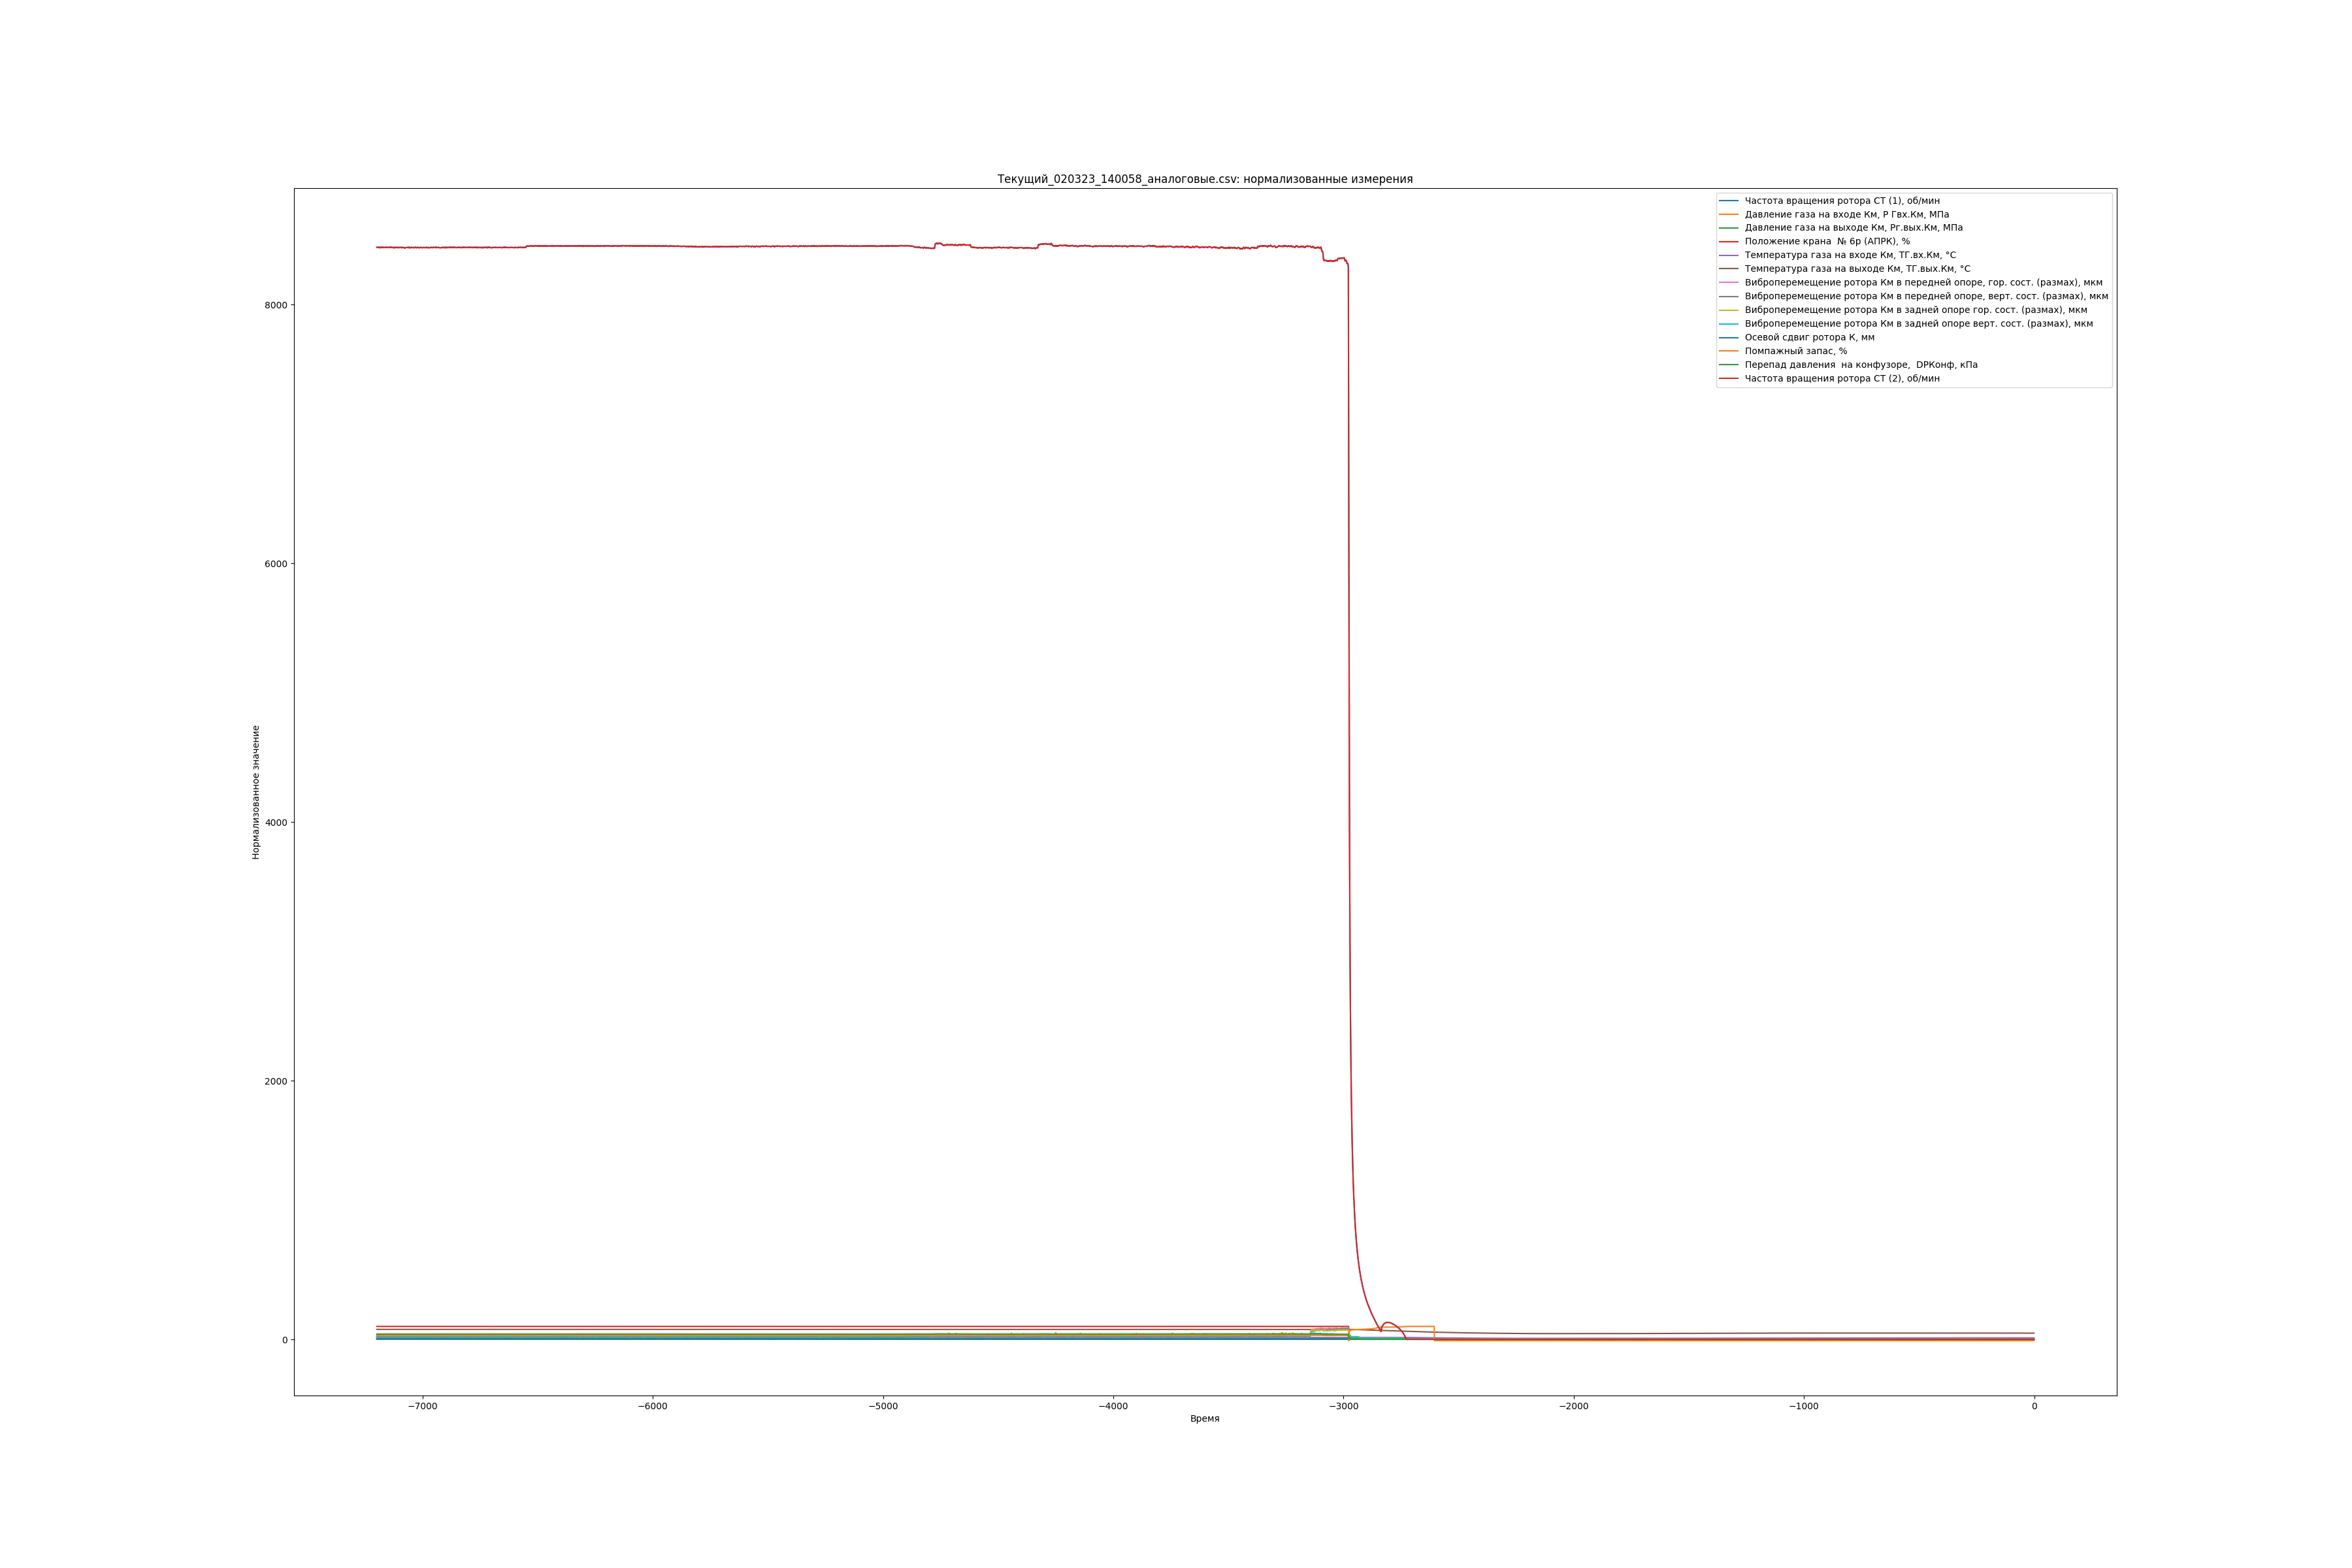 Текущий_020323_140058_аналоговые.csv: нормализованные измерения
Частота вращения ротора СТ (1), об/мин
Давление газа на входе Км, Р Гвх.Км, МПа
Давление газа на выходе Км, Рг.вых.Км, МПа
Положение крана  № 6р (АПРК), %
Температура газа на входе Км, ТГ.вх.Км, °C
Температура газа на выходе Км, ТГ.вых.Км, °C
Виброперемещение ротора Км в передней опоре, гор. сост. (размах), мкм
Виброперемещение ротора Км в передней опоре, верт. сост. (размах), мкм
Виброперемещение ротора Км в задней опоре гор. сост. (размах), мкм
Виброперемещение ротора Км в задней опоре верт. сост. (размах), мкм
Осевой сдвиг ротора К, мм
Помпажный запас, %
Перепад давления  на конфузоре,  DPКонф, кПа
Частота вращения ротора СТ (2), об/мин
8000
6000
4000
2000
0
Нормализованное значение
−7000
−6000
−5000
−4000
−3000
−2000
−1000
0
Время